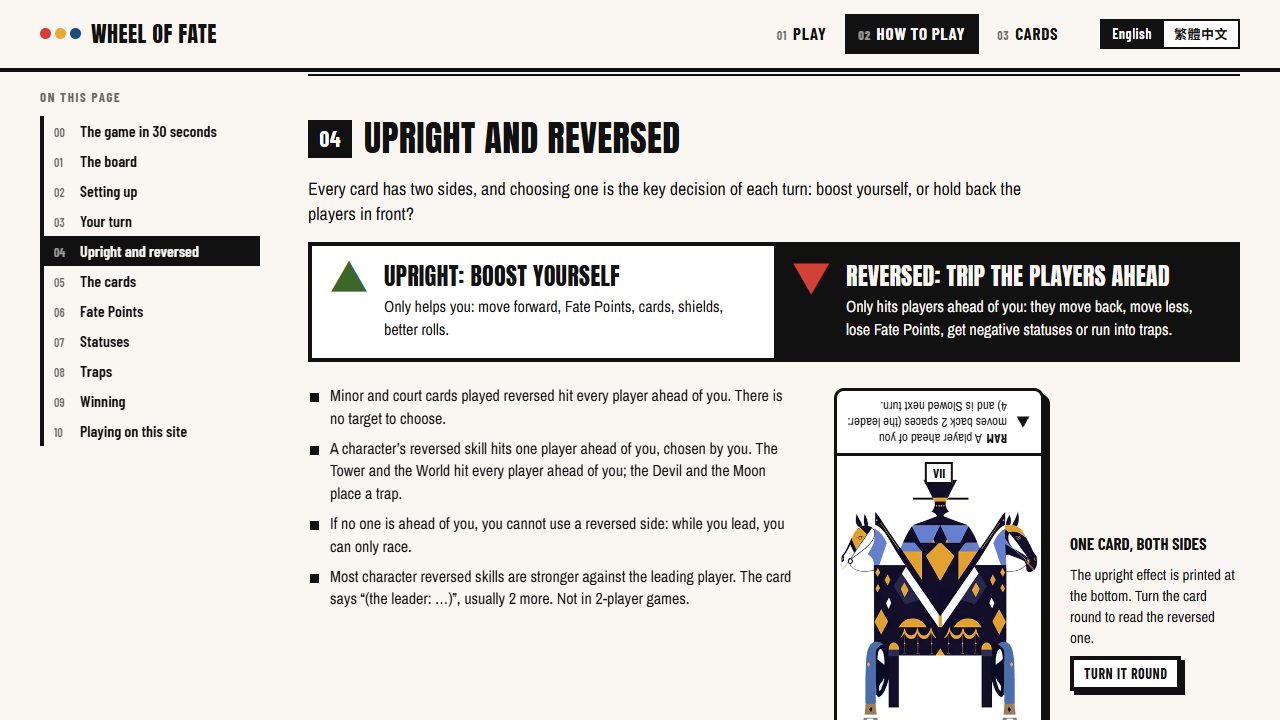 WHEEL OF FATE
01 PLAY
02 HOW TO PLAY
03 CARDS
English
繁體中文
ON THIS PAGE
00 The game in 30 seconds
01 The board
02 Setting up
03 Your turn
04 Upright and reversed
05 The cards
06 Fate Points
07 Statuses
08 Traps
09 Winning
10 Playing on this site
04 UPRIGHT AND REVERSED
Every card has two sides, and choosing one is the key decision of each turn: boost yourself, or hold back the
players in front?
UPRIGHT: BOOST YOURSELF
Only helps you: move forward, Fate Points, cards, shields,
better rolls.
REVERSED: TRIP THE PLAYERS AHEAD
Only hits players ahead of you: they move back, move less,
lose Fate Points, get negative statuses or run into traps.
Minor and court cards played reversed hit every player ahead of you. There is
no target to choose.
A character’s reversed skill hits one player ahead of you, chosen by you. The
Tower and the World hit every player ahead of you; the Devil and the Moon
place a trap.
If no one is ahead of you, you cannot use a reversed side: while you lead, you
can only race.
Most character reversed skills are stronger against the leading player. The card
says “(the leader: …)”, usually 2 more. Not in 2-player games.
RAM A player ahead of you
moves back 2 spaces (the leader:
4) and is Slowed next turn.
VII
ONE CARD, BOTH SIDES
The upright effect is printed at
the bottom. Turn the card
round to read the reversed
one.
TURN IT ROUND